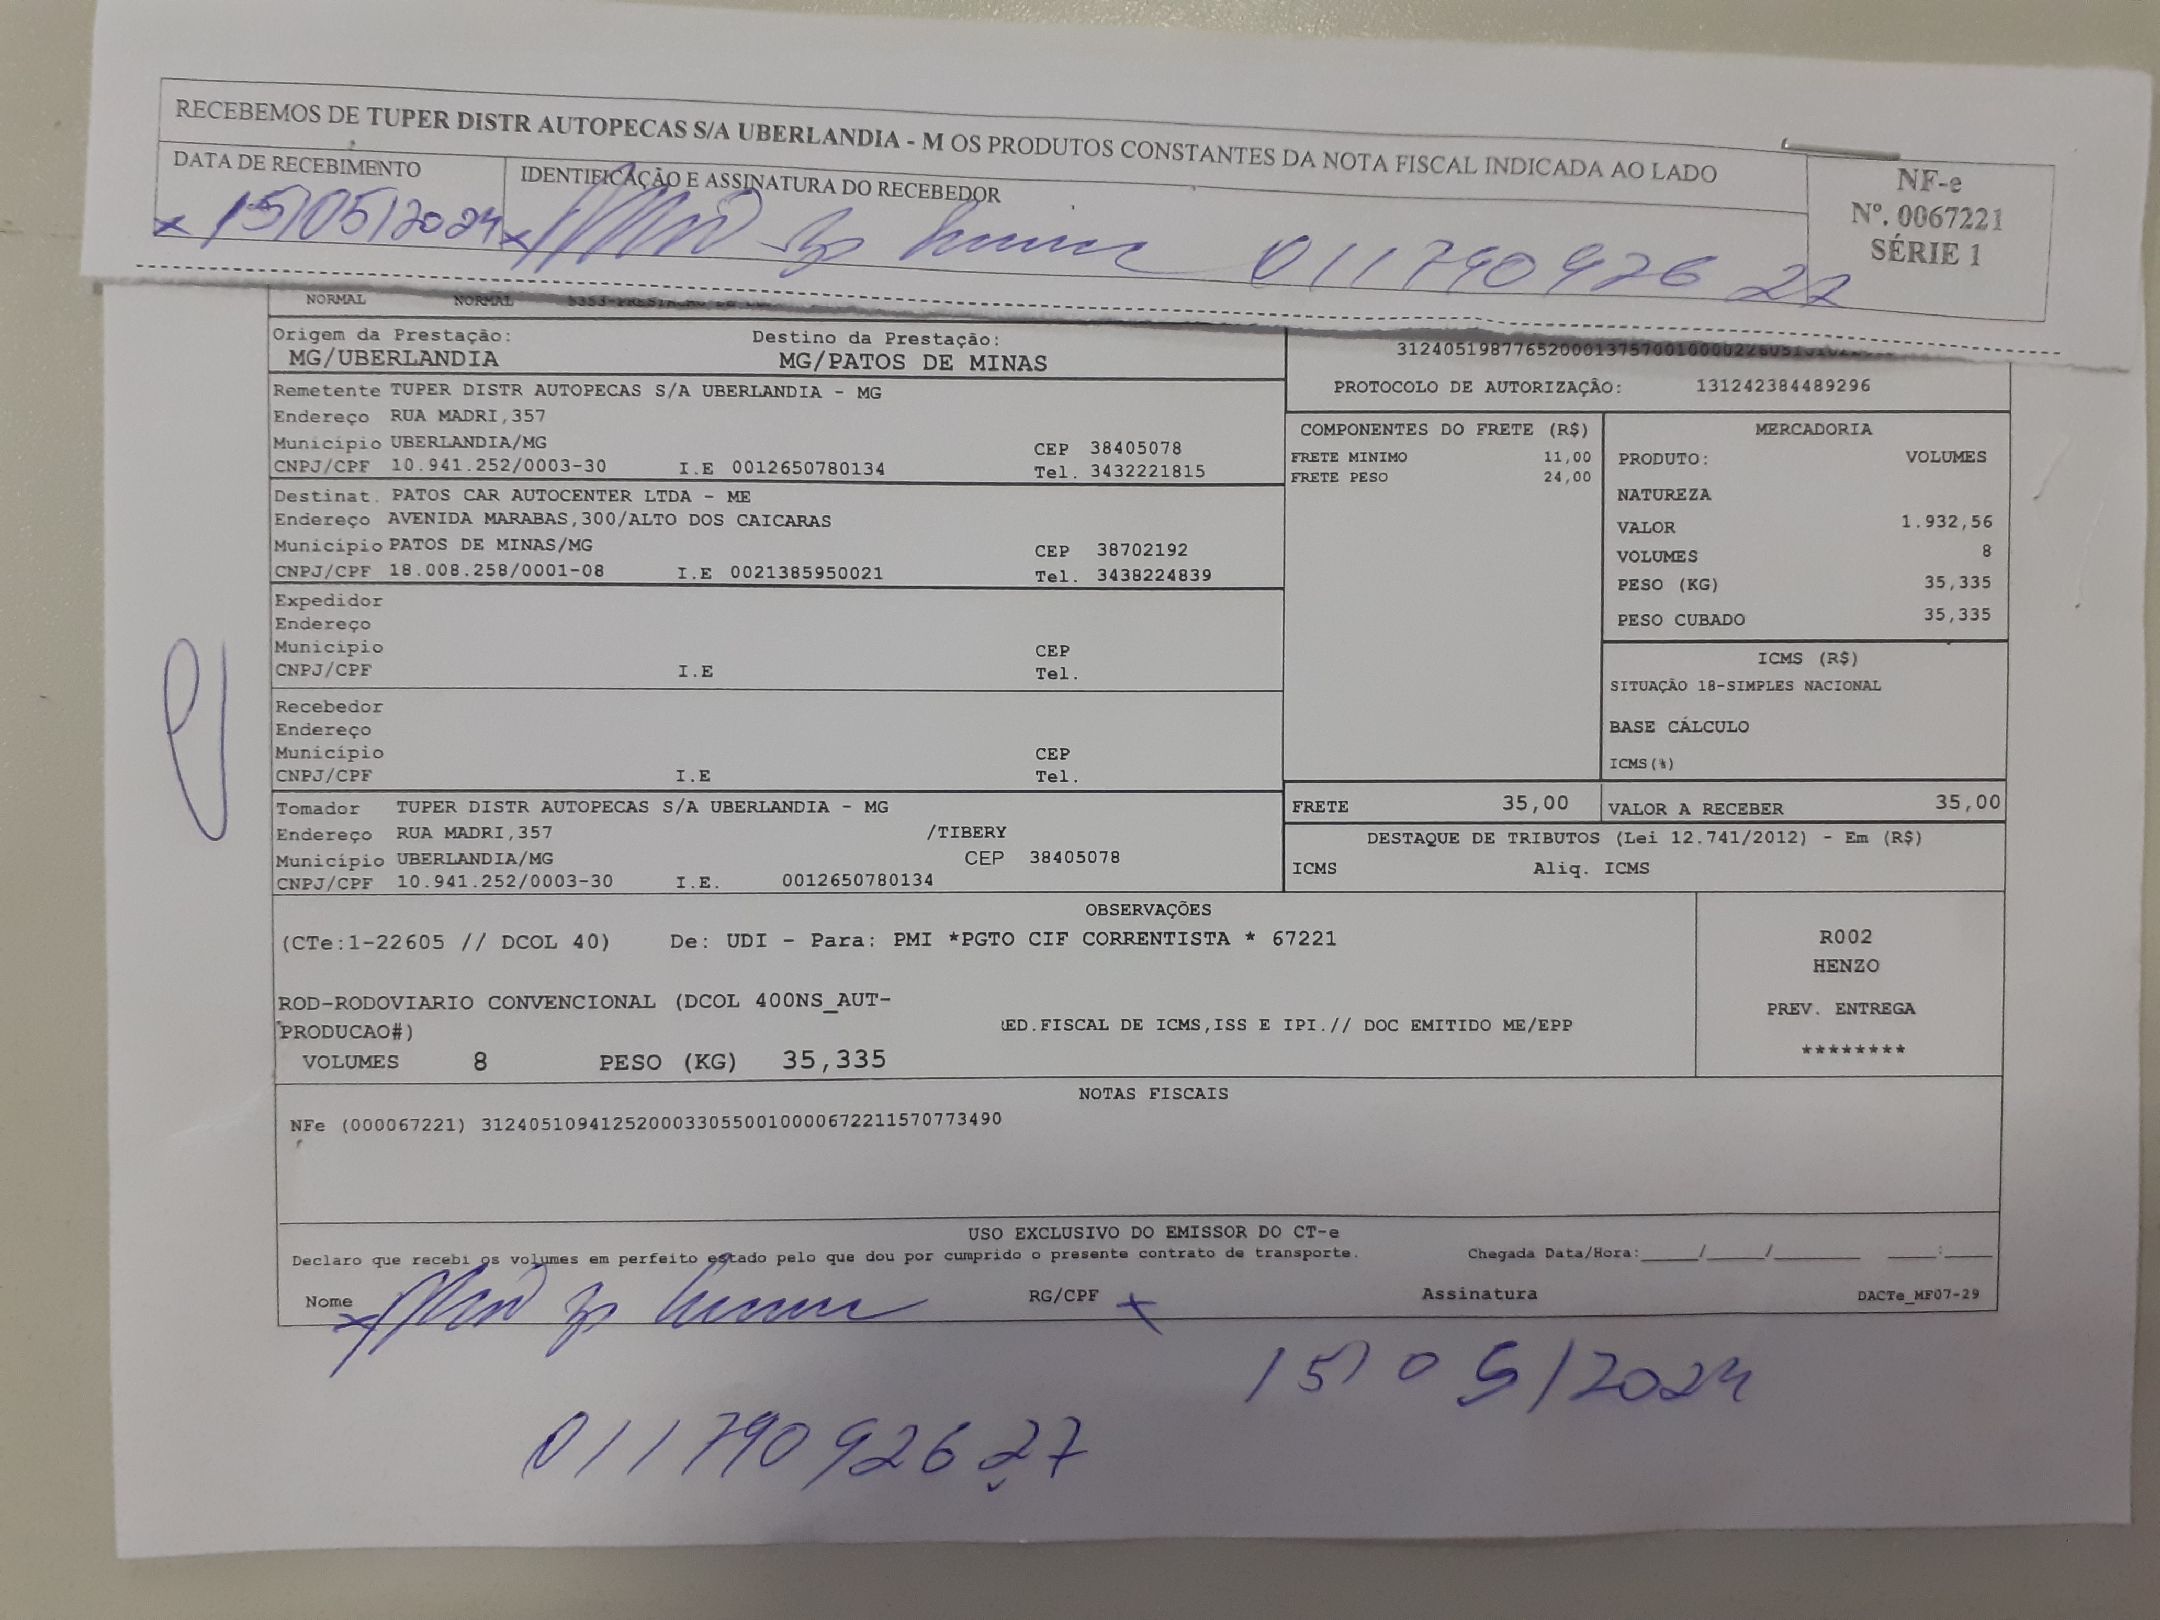 RECEBEMOS DE TUPER DISTR AUTOPECAS S/A UBERLANDIA - M OS PRODUTOS CONSTANTES DA NOTA FISCAL INDICADA AO LADO
DATA DE RECEBIMENTO
15/05/2024
IDENTIFICAÇÃO E ASSINATURA DO RECEBEDOR
011790926 27
NF-e
Nº. 0067221
SÉRIE 1
NORMAL NORMAL
Origem da Prestação: Destino da Prestação:
MG/UBERLANDIA MG/PATOS DE MINAS
PROTOCOLO DE AUTORIZAÇÃO: 131242384489296
Remetente TUPER DISTR AUTOPECAS S/A UBERLANDIA - MG
Endereço RUA MADRI,357
Município UBERLANDIA/MG CEP 38405078
CNPJ/CPF 10.941.252/0003-30 I.E 0012650780134 Tel. 3432221815
Destinat. PATOS CAR AUTOCENTER LTDA - ME
Endereço AVENIDA MARABAS,300/ALTO DOS CAICARAS
Município PATOS DE MINAS/MG CEP 38702192
CNPJ/CPF 18.008.258/0001-08 I.E 0021385950021 Tel. 3438224839
Expedidor
Endereço
Município CEP
CNPJ/CPF I.E Tel.
Recebedor
Endereço
Município CEP
CNPJ/CPF I.E Tel.
Tomador TUPER DISTR AUTOPECAS S/A UBERLANDIA - MG
Endereço RUA MADRI,357 /TIBERY
Município UBERLANDIA/MG CEP 38405078
CNPJ/CPF 10.941.252/0003-30 I.E. 0012650780134
COMPONENTES DO FRETE (R$)
FRETE MINIMO 11,00
FRETE PESO 24,00
MERCADORIA
PRODUTO: VOLUMES
NATUREZA
VALOR 1.932,56
VOLUMES 8
PESO (KG) 35,335
PESO CUBADO 35,335
ICMS (R$)
SITUAÇÃO 18-SIMPLES NACIONAL
BASE CÁLCULO
ICMS(%)
FRETE 35,00 VALOR A RECEBER 35,00
DESTAQUE DE TRIBUTOS (Lei 12.741/2012) - Em (R$)
ICMS Aliq. ICMS
OBSERVAÇÕES
(CTe:1-22605 // DCOL 40) De: UDI - Para: PMI *PGTO CIF CORRENTISTA * 67221
ROD-RODOVIARIO CONVENCIONAL (DCOL 400NS_AUT-
PRODUCAO#) ED.FISCAL DE ICMS,ISS E IPI.// DOC EMITIDO ME/EPP
VOLUMES 8 PESO (KG) 35,335
R002
HENZO
PREV. ENTREGA
********
NOTAS FISCAIS
NFe (000067221) 31240510941252000330550010000672211570773490
USO EXCLUSIVO DO EMISSOR DO CT-e
Declaro que recebi os volumes em perfeito estado pelo que dou por cumprido o presente contrato de transporte. Chegada Data/Hora:_____/_____/________ ____:____
Nome RG/CPF Assinatura DACTe_MF07-29
15/05/2024
011790926 27